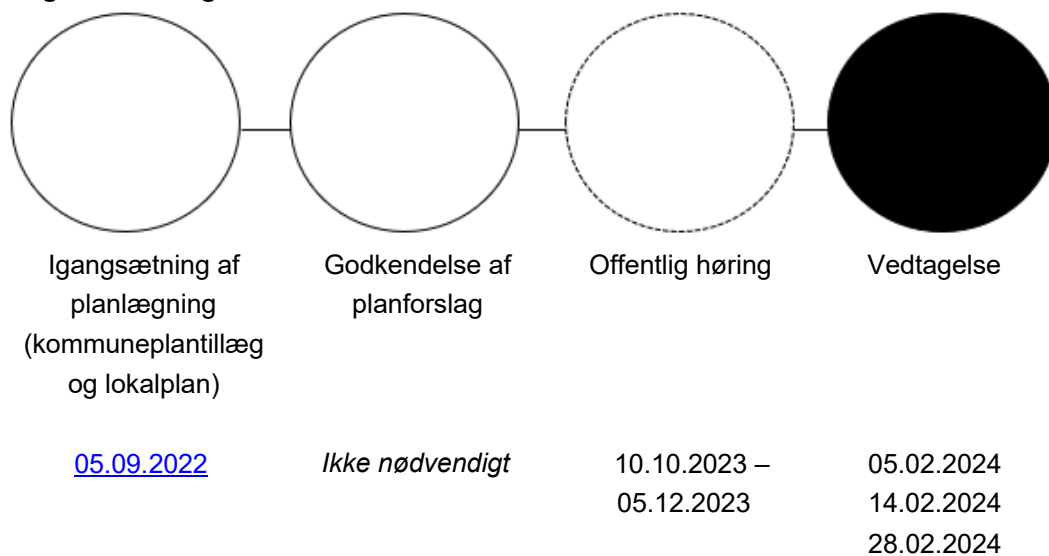 Igangsætning af
planlægning
(kommuneplantillæg
og lokalplan)
Godkendelse af
planforslag
Offentlig høring
Vedtagelse
05.09.2022
Ikke nødvendigt
10.10.2023 –
05.12.2023
05.02.2024
14.02.2024
28.02.2024